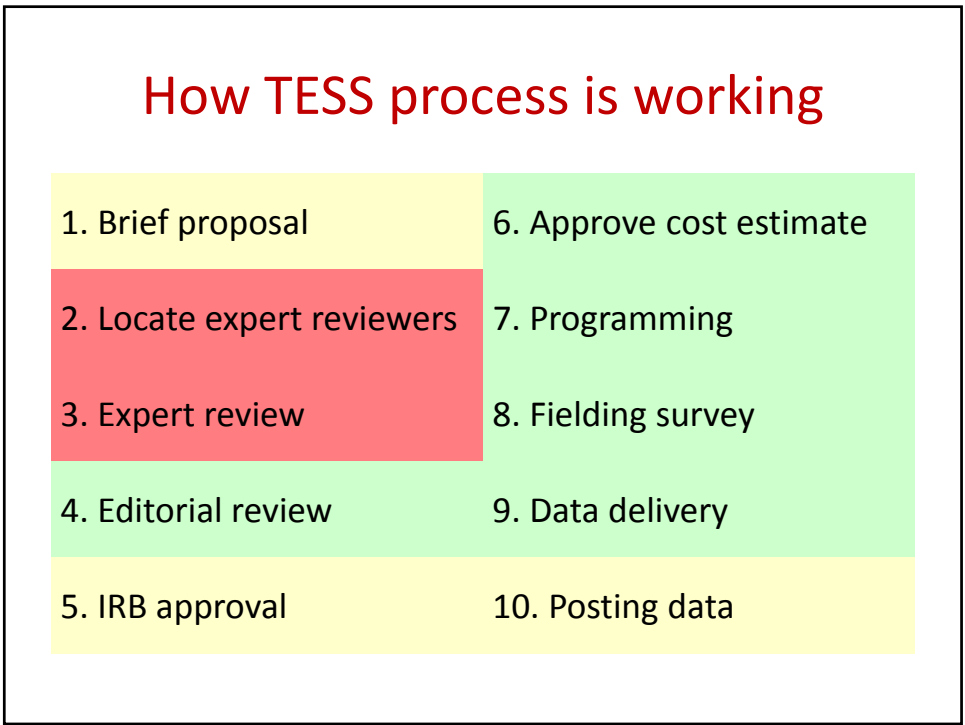 How TESS process is working
1. Brief proposal
2. Locate expert reviewers
3. Expert review
4. Editorial review
5. IRB approval
6. Approve cost estimate
7. Programming
8. Fielding survey
9. Data delivery
10. Posting data